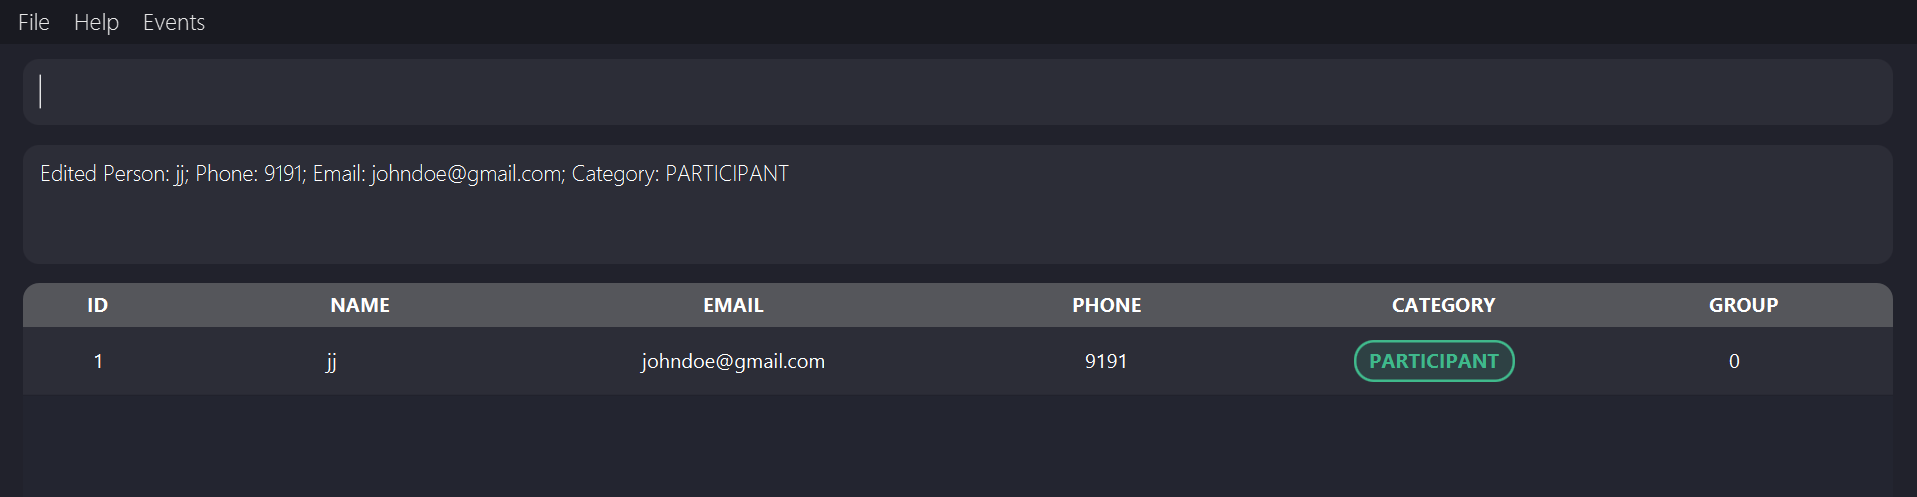 File Help Events
Edited Person: jj; Phone: 9191; Email: johndoe@gmail.com; Category: PARTICIPANT
ID NAME EMAIL PHONE CATEGORY GROUP
1 jj johndoe@gmail.com 9191 PARTICIPANT 0